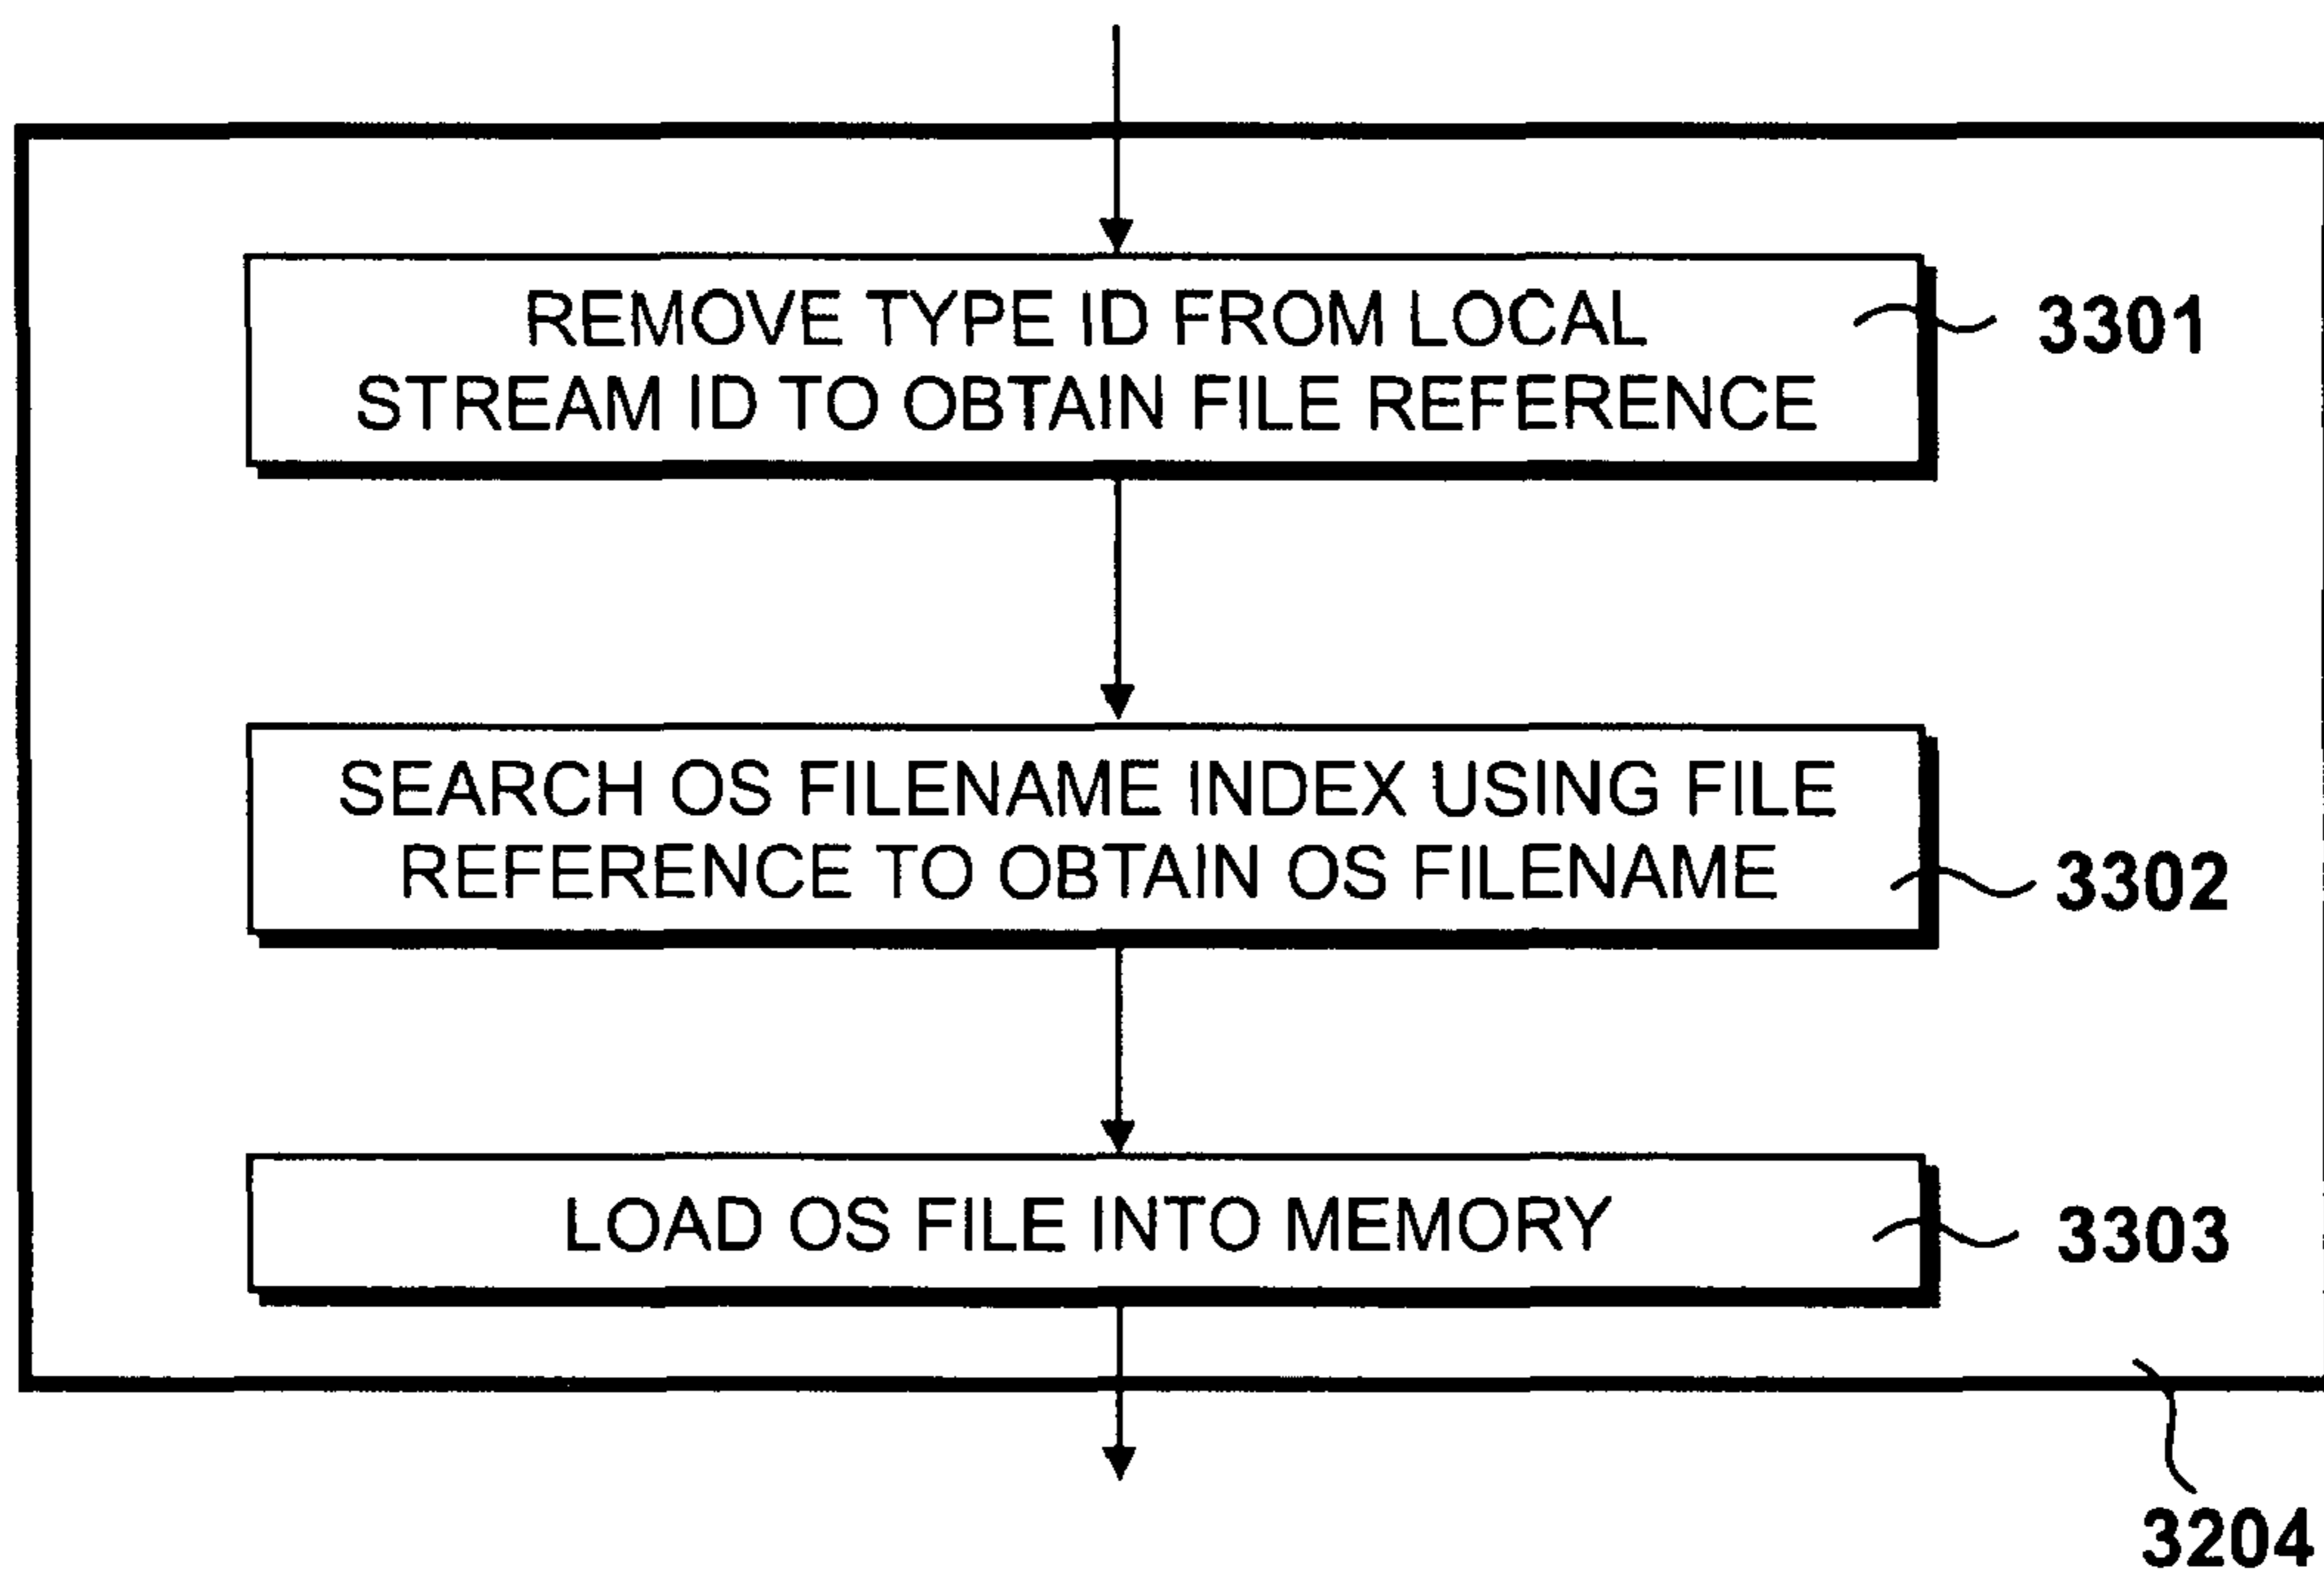 REMOVE TYPE ID FROM LOCAL
STREAM ID TO OBTAIN FILE REFERENCE
3301
SEARCH OS FILENAME INDEX USING FILE
REFERENCE TO OBTAIN OS FILENAME
3302
LOAD OS FILE INTO MEMORY
3303
3204